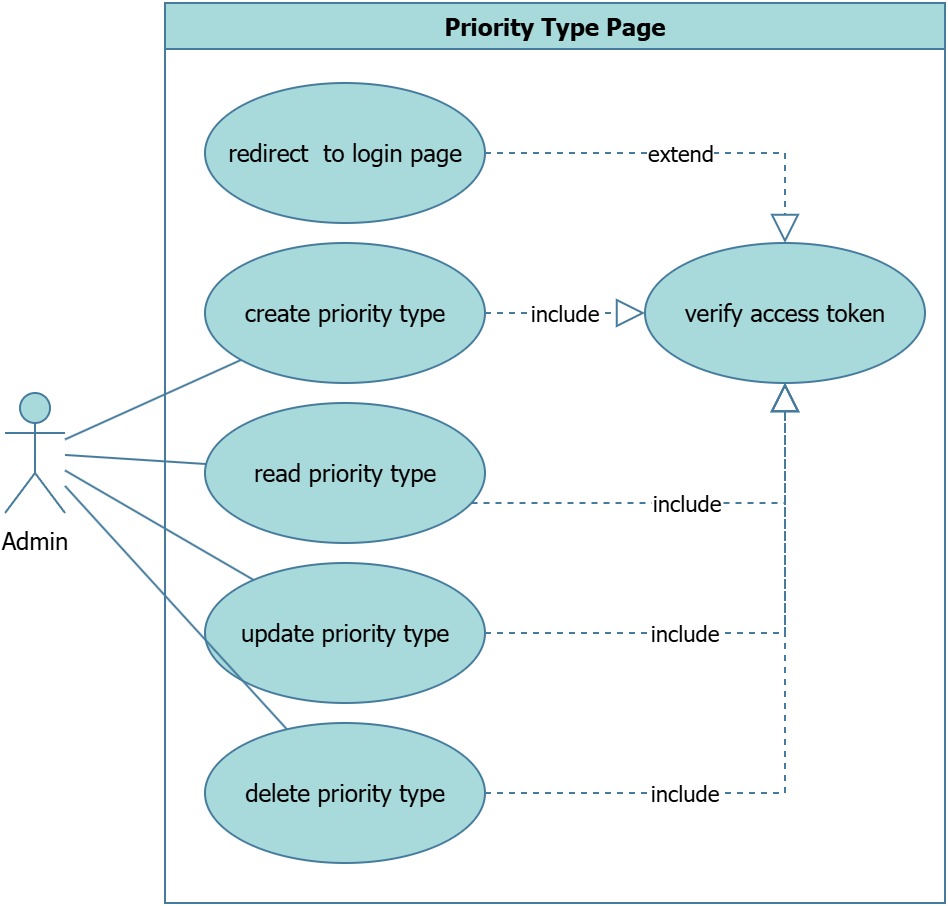 Priority Type Page
redirect  to login page
extend
create priority type
include
verify access token
read priority type
include
Admin
update priority type
include
delete priority type
include